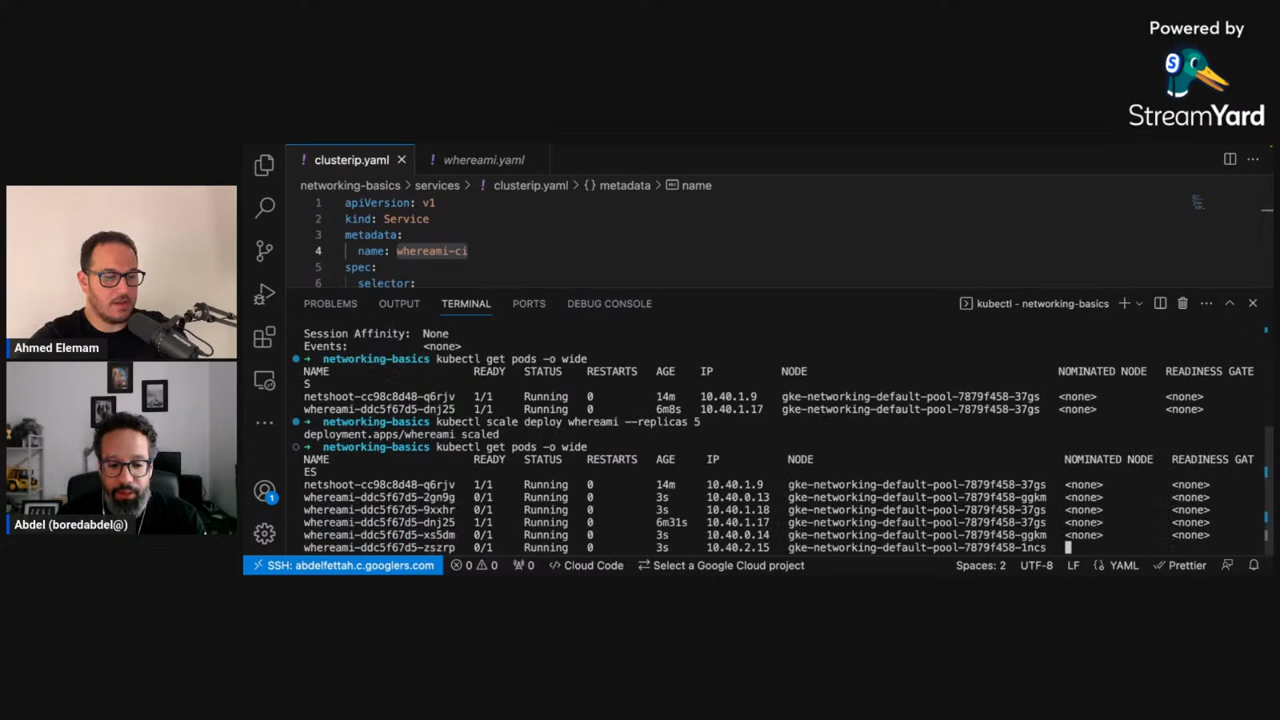 Powered by
S
StreamYard
clusterip.yaml
whereami.yaml
networking-basics > services > ! clusterip.yaml > {} metadata > name
1 apiVersion: v1
2 kind: Service
3 metadata:
4 name: whereami-ci
5 spec:
6 selector:
PROBLEMS OUTPUT TERMINAL PORTS DEBUG CONSOLE kubectl - networking-basics
Session Affinity: None
Events: <none>
→ networking-basics kubectl get pods -o wide
NAME READY STATUS RESTARTS AGE IP NODE NOMINATED NODE READINESS GATE
S
netshoot-cc98c8d48-q6rjv 1/1 Running 0 14m 10.40.1.9 gke-networking-default-pool-7879f458-37gs <none> <none>
whereami-ddc5f67d5-dnj25 1/1 Running 0 6m8s 10.40.1.17 gke-networking-default-pool-7879f458-37gs <none> <none>
→ networking-basics kubectl scale deploy whereami --replicas 5
deployment.apps/whereami scaled
→ networking-basics kubectl get pods -o wide
NAME READY STATUS RESTARTS AGE IP NODE NOMINATED NODE READINESS GAT
ES
netshoot-cc98c8d48-q6rjv 1/1 Running 0 14m 10.40.1.9 gke-networking-default-pool-7879f458-37gs <none> <none>
whereami-ddc5f67d5-2gn9g 0/1 Running 0 3s 10.40.0.13 gke-networking-default-pool-7879f458-ggkm <none> <none>
whereami-ddc5f67d5-9xxhr 0/1 Running 0 3s 10.40.1.18 gke-networking-default-pool-7879f458-37gs <none> <none>
whereami-ddc5f67d5-dnj25 1/1 Running 0 6m31s 10.40.1.17 gke-networking-default-pool-7879f458-37gs <none> <none>
whereami-ddc5f67d5-xs5dm 0/1 Running 0 3s 10.40.0.14 gke-networking-default-pool-7879f458-ggkm <none> <none>
whereami-ddc5f67d5-zszrp 0/1 Running 0 3s 10.40.2.15 gke-networking-default-pool-7879f458-1ncs
Ahmed Elemam
Abdel (boredabdel@)
1
SSH: abdelfettah.c.googlers.com 0 0 0 Cloud Code Select a Google Cloud project Spaces: 2 UTF-8 LF {} YAML Prettier